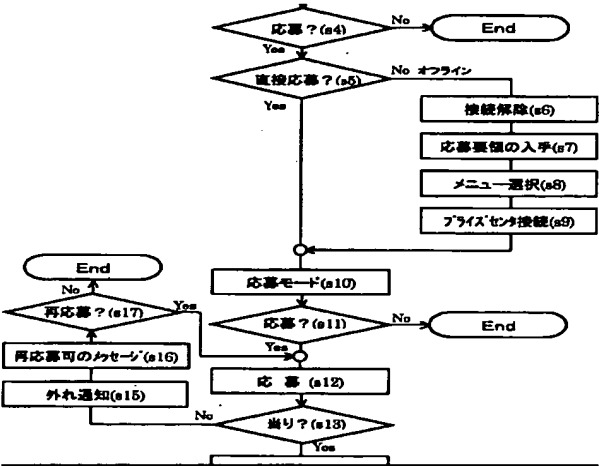 応募？(s4)
No
End
Yes
直接応募？(s5)
No オフライン
Yes
接続解除(s6)
応募要領の入手(s7)
メニュー選択(s8)
プライズセンタ接続(s9)
End
応募モード(s10)
No
再応募？(s17)
Yes
応募？(s11)
No
End
Yes
再応募可のメッセージ(s16)
応 募 (s12)
外れ通知(s15)
No
当り？(s13)
Yes